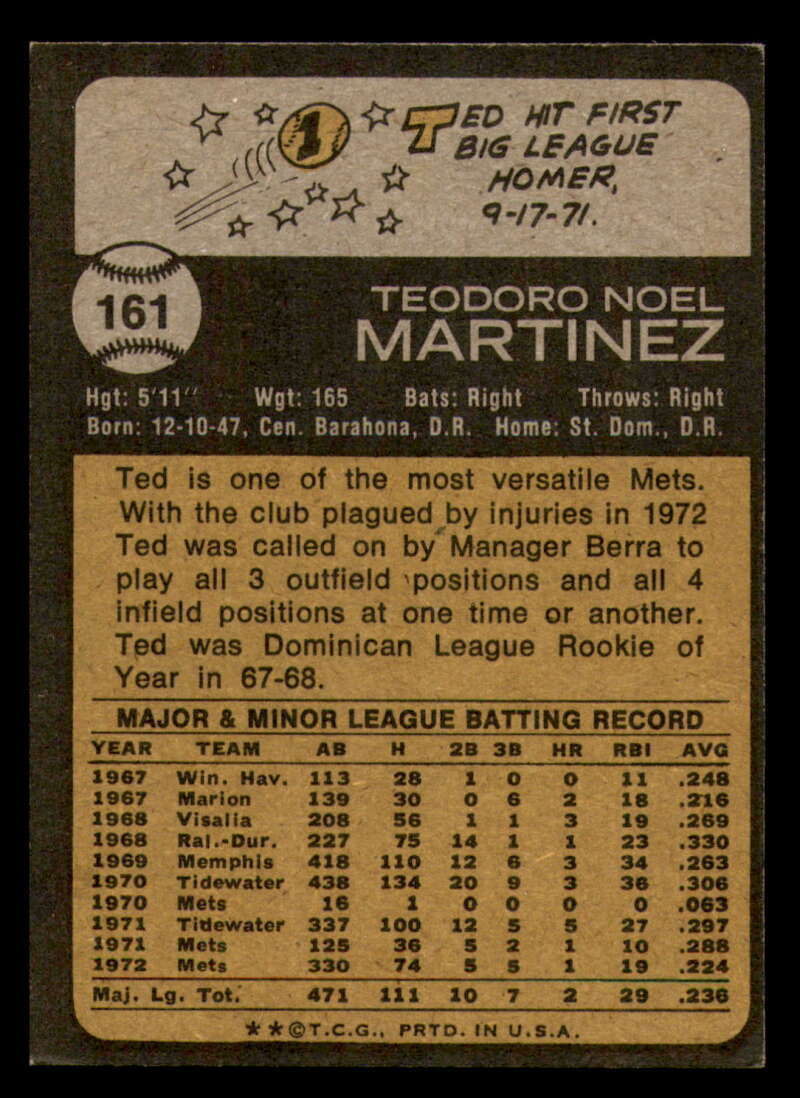 1
TED HIT FIRST
BIG LEAGUE
HOMER,
9-17-71.
161
TEODORO NOEL
MARTINEZ
Hgt: 5'11" Wgt: 165 Bats: Right Throws: Right
Born: 12-10-47, Cen. Barahona, D.R. Home: St. Dom., D.R.
Ted is one of the most versatile Mets.
With the club plagued by injuries in 1972
Ted was called on by Manager Berra to
play all 3 outfield positions and all 4
infield positions at one time or another.
Ted was Dominican League Rookie of
Year in 67-68.
MAJOR & MINOR LEAGUE BATTING RECORD
YEAR TEAM AB H 2B 3B HR RBI AVG
1967 Win. Hav. 113 28 1 0 0 11 .248
1967 Marion 139 30 0 6 2 18 .216
1968 Visalia 208 56 1 1 3 19 .269
1968 Ral.-Dur. 227 75 14 1 1 23 .330
1969 Memphis 418 110 12 6 3 34 .263
1970 Tidewater 438 134 20 9 3 36 .306
1970 Mets 16 1 0 0 0 0 .063
1971 Tidewater 337 100 12 5 5 27 .297
1971 Mets 125 36 5 2 1 10 .288
1972 Mets 330 74 5 5 1 19 .224
Maj. Lg. Tot. 471 111 10 7 2 29 .236
★★©T.C.G., PRTD. IN U.S.A.